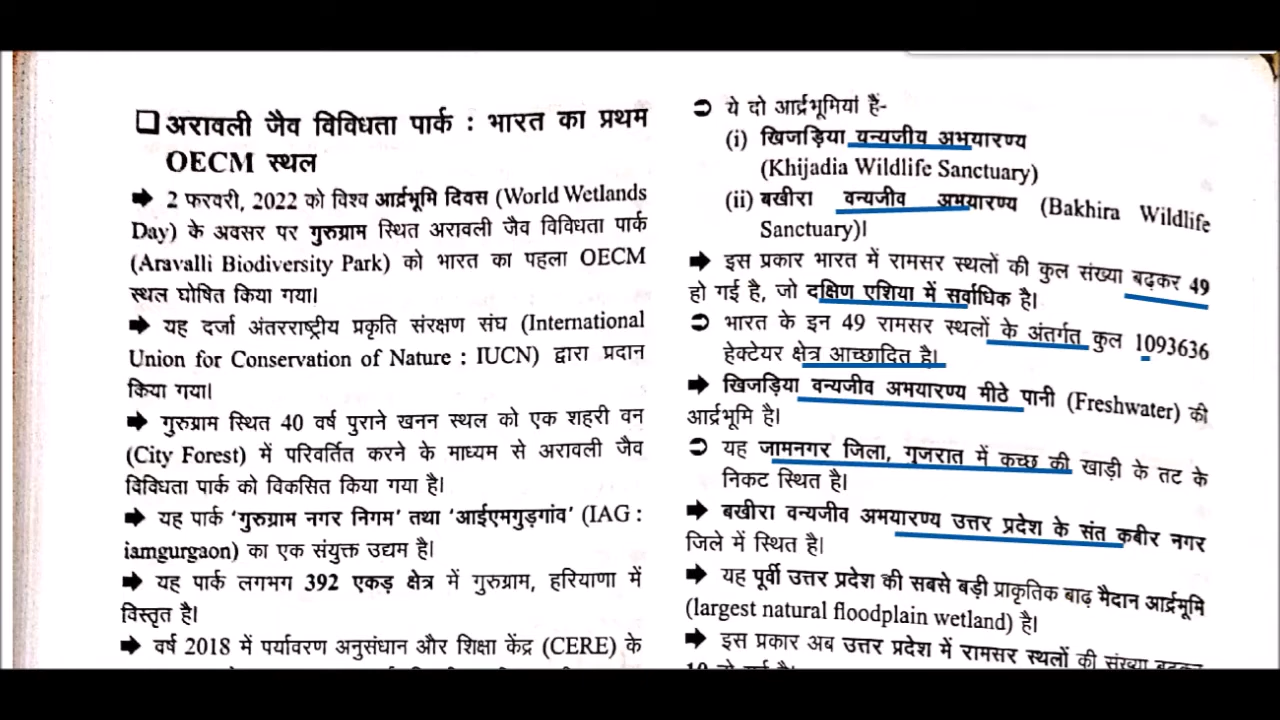 ❑ अरावली जैव विविधता पार्क : भारत का प्रथम
OECM स्थल
➡ 2 फरवरी, 2022 को विश्व आर्द्रभूमि दिवस (World Wetlands
Day) के अवसर पर गुरुग्राम स्थित अरावली जैव विविधता पार्क
(Aravalli Biodiversity Park) को भारत का पहला OECM
स्थल घोषित किया गया।
➡ यह दर्जा अंतरराष्ट्रीय प्रकृति संरक्षण संघ (International
Union for Conservation of Nature : IUCN) द्वारा प्रदान
किया गया।
➡ गुरुग्राम स्थित 40 वर्ष पुराने खनन स्थल को एक शहरी वन
(City Forest) में परिवर्तित करने के माध्यम से अरावली जैव
विविधता पार्क को विकसित किया गया है।
➡ यह पार्क ‘गुरुग्राम नगर निगम’ तथा ‘आईएमगुड़गांव’ (IAG :
iamgurgaon) का एक संयुक्त उद्यम है।
➡ यह पार्क लगभग 392 एकड़ क्षेत्र में गुरुग्राम, हरियाणा में
विस्तृत है।
➡ वर्ष 2018 में पर्यावरण अनुसंधान और शिक्षा केंद्र (CERE) के
➲ ये दो आर्द्रभूमियां हैं-
(i) खिजड़िया वन्यजीव अभयारण्य
(Khijadia Wildlife Sanctuary)
(ii) बखीरा वन्यजीव अभयारण्य (Bakhira Wildlife
Sanctuary)।
➡ इस प्रकार भारत में रामसर स्थलों की कुल संख्या बढ़कर 49
हो गई है, जो दक्षिण एशिया में सर्वाधिक है।
➲ भारत के इन 49 रामसर स्थलों के अंतर्गत कुल 1093636
हेक्टेयर क्षेत्र आच्छादित है।
➡ खिजड़िया वन्यजीव अभयारण्य मीठे पानी (Freshwater) की
आर्द्रभूमि है।
➲ यह जामनगर जिला, गुजरात में कच्छ की खाड़ी के तट के
निकट स्थित है।
➡ बखीरा वन्यजीव अभयारण्य उत्तर प्रदेश के संत कबीर नगर
जिले में स्थित है।
➡ यह पूर्वी उत्तर प्रदेश की सबसे बड़ी प्राकृतिक बाढ़ मैदान आर्द्रभूमि
(largest natural floodplain wetland) है।
➡ इस प्रकार अब उत्तर प्रदेश में रामसर स्थलों की संख्या बढ़कर
10 हो गई है।